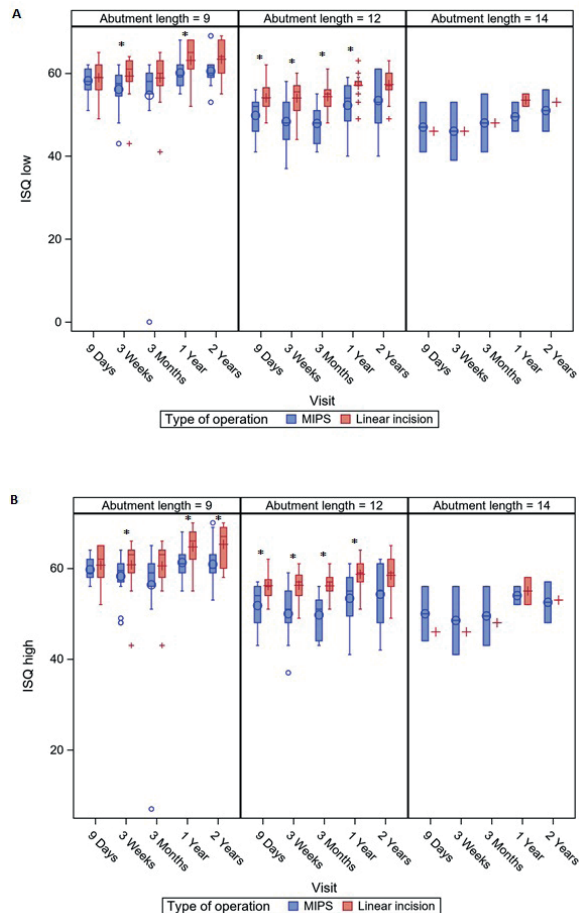 A
Abutment length = 9 Abutment length = 12 Abutment length = 14
* * * * * *
60
40
20
0
ISQ low
9 Days 3 Weeks 3 Months 1 Year 2 Years 9 Days 3 Weeks 3 Months 1 Year 2 Years 9 Days 3 Weeks 3 Months 1 Year 2 Years
Visit
Type of operation MIPS Linear incision
B
Abutment length = 9 Abutment length = 12 Abutment length = 14
* * * * * * *
60
40
20
ISQ high
9 Days 3 Weeks 3 Months 1 Year 2 Years 9 Days 3 Weeks 3 Months 1 Year 2 Years 9 Days 3 Weeks 3 Months 1 Year 2 Years
Visit
Type of operation MIPS Linear incision